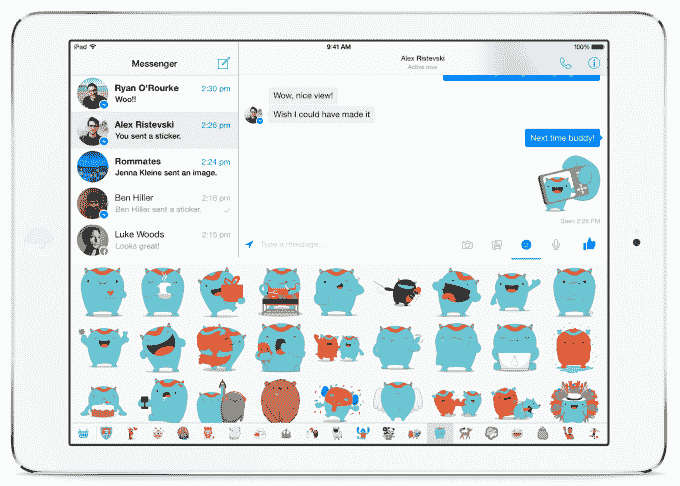 iPad
9:41 AM
100%
Messenger
Alex Ristevski
Active now
Ryan O'Rourke
2:30 pm
Woo!!
Alex Ristevski
2:26 pm
You sent a sticker.
Roommates
2:24 pm
Jenna Kleine sent an image.
Ben Hiller
2:16 pm
Ben Hiller sent a sticker.
Luke Woods
2:15 pm
Looks great!
Wow, nice view!
Wish I could have made it
Next time buddy!
Seen 2:26 PM
Type a message...